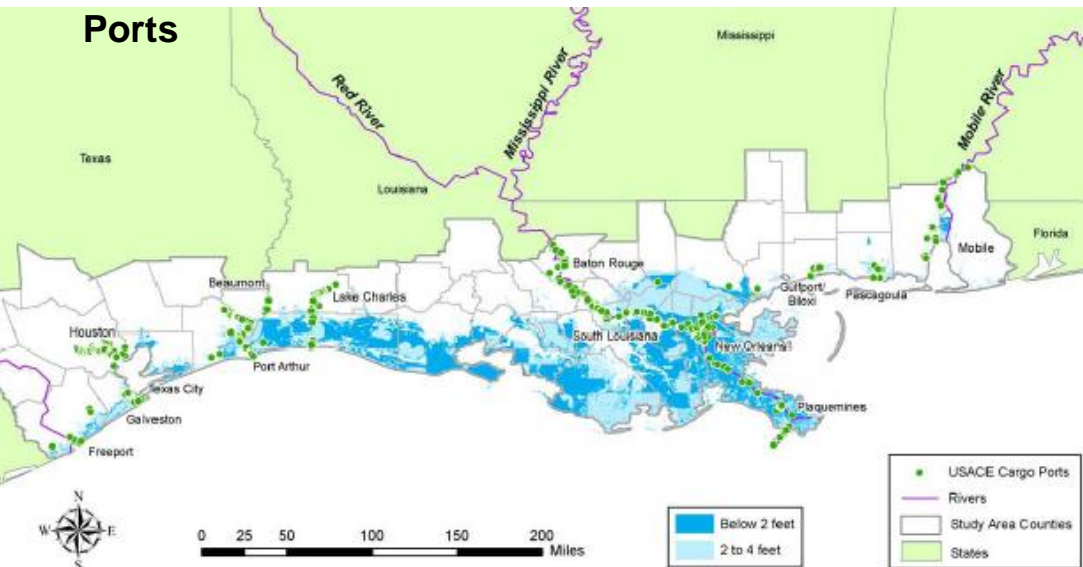 Ports
Mississippi
Red River
Mississippi River
Mobile River
Texas
Louisiana
Florida
Mobile
Baton Rouge
Beaumont
Lake Charles
Gulfport/
Biloxi
Pascagoula
Houston
South Louisiana
New Orleans
Port Arthur
Texas City
Galveston
Plaquemines
Freeport
N
W
E
S
0 25 50 100 150 200
Miles
Below 2 feet
2 to 4 feet
USACE Cargo Ports
Rivers
Study Area Counties
States